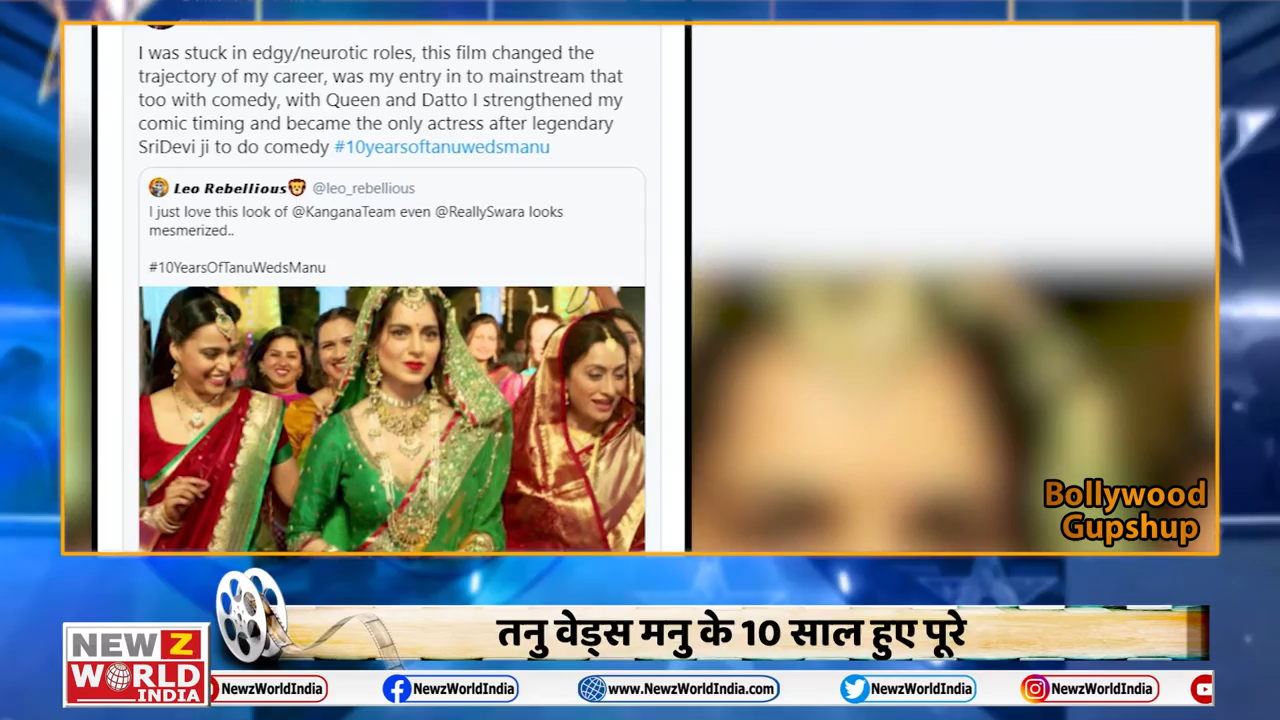 I was stuck in edgy/neurotic roles, this film changed the
trajectory of my career, was my entry in to mainstream that
too with comedy, with Queen and Datto I strengthened my
comic timing and became the only actress after legendary
SriDevi ji to do comedy #10yearsoftanuwedsmanu
Leo Rebellious @leo_rebellious
I just love this look of @KanganaTeam even @ReallySwara looks
mesmerized..
#10YearsOfTanuWedsManu
Bollywood
Gupshup
तनु वेड्स मनु के 10 साल हुए पूरे
NEWZ
WORLD
INDIA
NewzWorldIndia NewzWorldIndia www.NewzWorldIndia.com NewzWorldIndia NewzWorldIndia